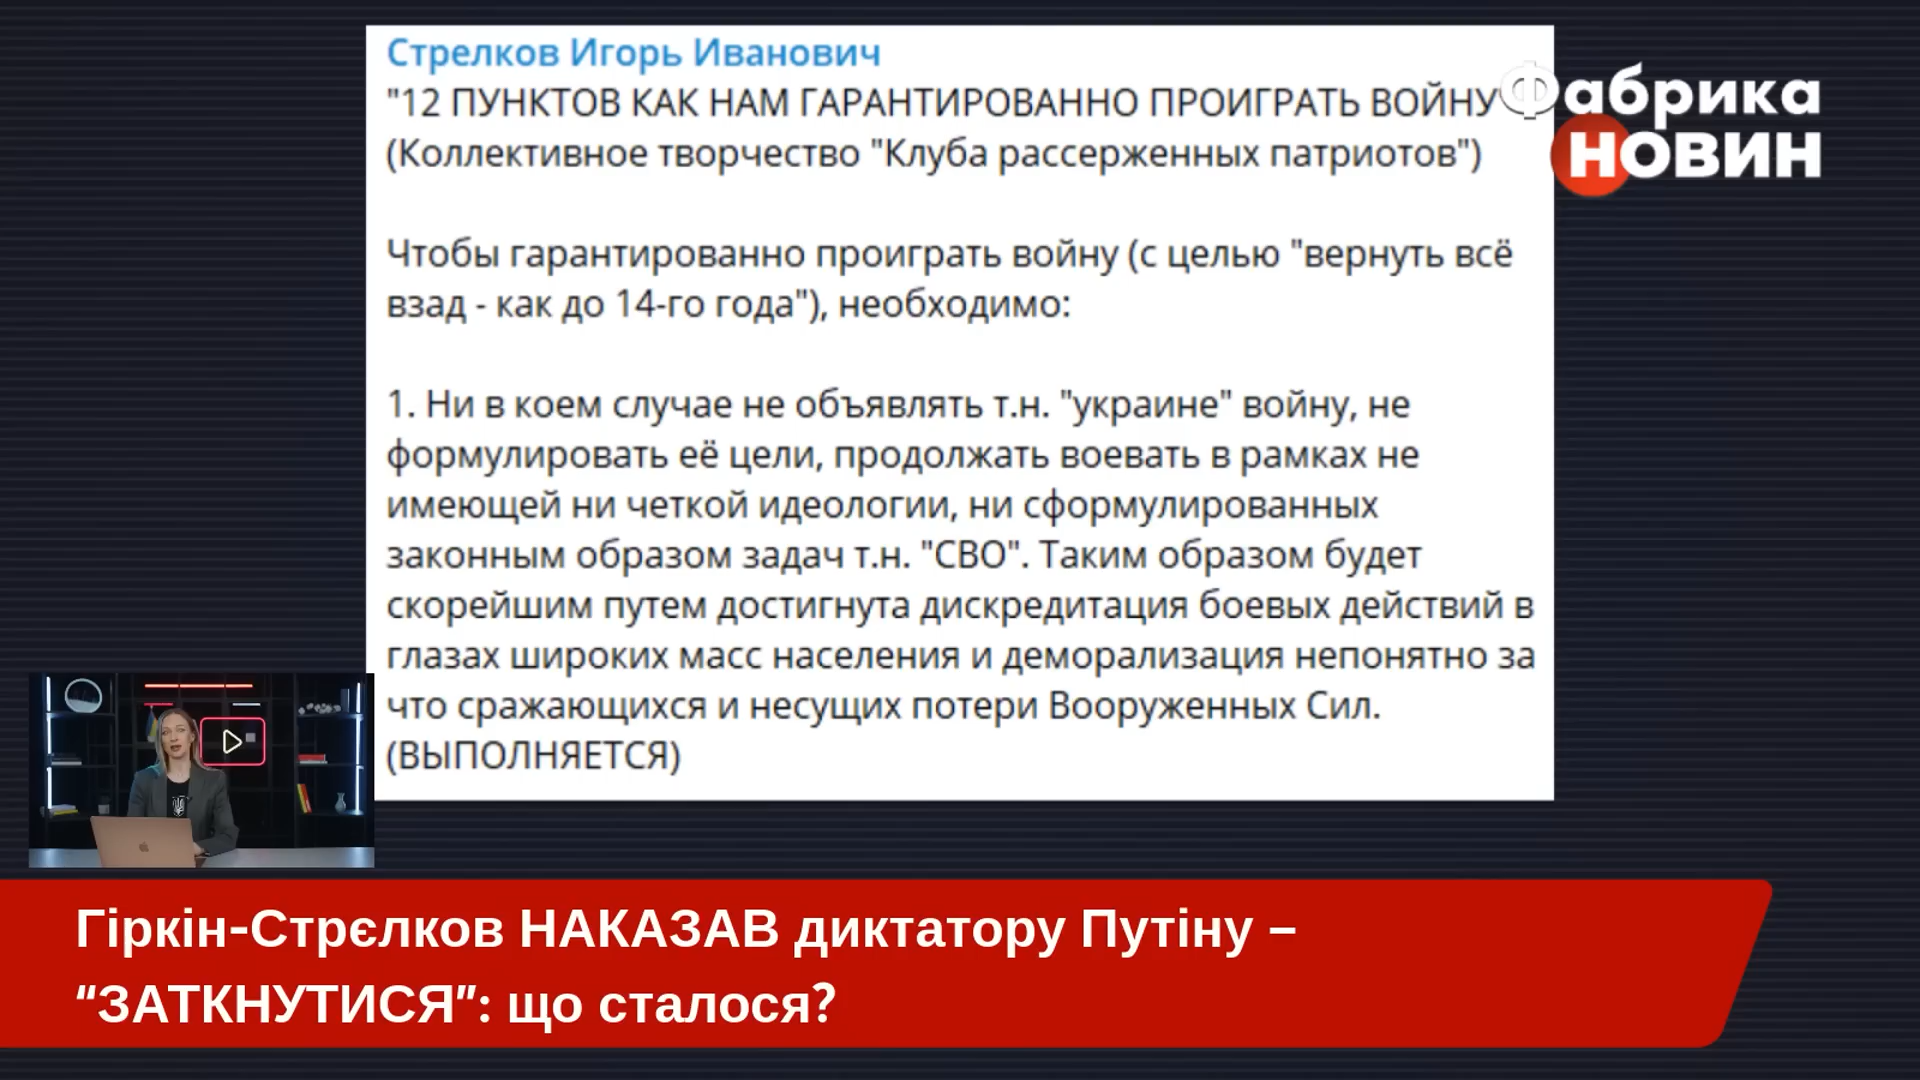 Стрелков Игорь Иванович
"12 ПУНКТОВ КАК НАМ ГАРАНТИРОВАННО ПРОИГРАТЬ ВОЙНУ"
(Коллективное творчество "Клуба рассерженных патриотов")
Чтобы гарантированно проиграть войну (с целью "вернуть всё
взад - как до 14-го года"), необходимо:
1. Ни в коем случае не объявлять т.н. "украине" войну, не
формулировать её цели, продолжать воевать в рамках не
имеющей ни четкой идеологии, ни сформулированных
законным образом задач т.н. "СВО". Таким образом будет
скорейшим путем достигнута дискредитация боевых действий в
глазах широких масс населения и деморализация непонятно за
что сражающихся и несущих потери Вооруженных Сил.
(ВЫПОЛНЯЕТСЯ)
Фабрика
новин
Гіркін-Стрєлков НАКАЗАВ диктатору Путіну –
“ЗАТКНУТИСЯ”: що сталося?